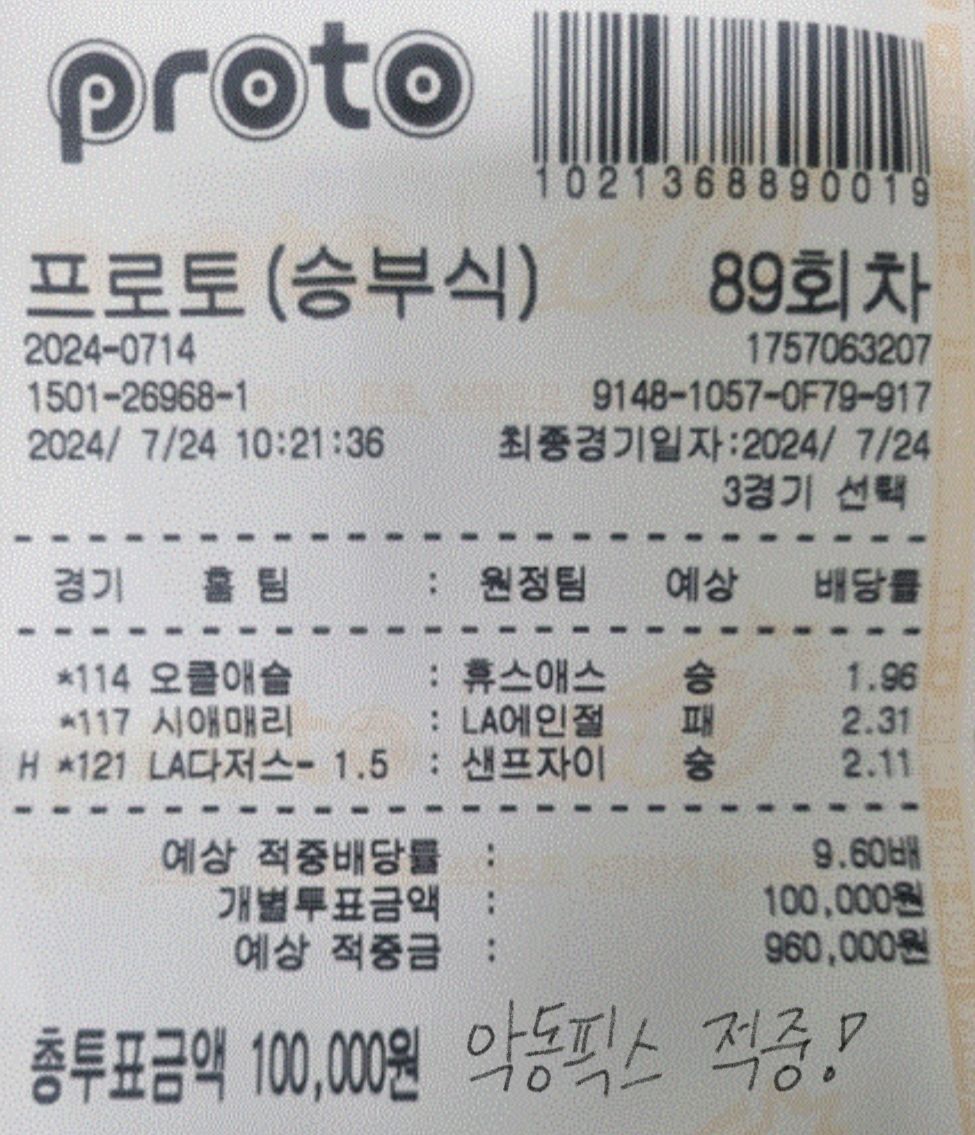 proto
1021368890019
프로토(승부식) 89회차
2024-0714 1757063207
1501-26968-1 9148-1057-0F79-917
2024/ 7/24 10:21:36 최종경기일자:2024/ 7/24
3경기 선택
경기 홈 팀 : 원정팀 예상 배당률
*114 오클애슬 : 휴스애스 승 1.96
*117 시애매리 : LA에인절 패 2.31
H *121 LA다저스- 1.5 : 샌프자이 승 2.11
예상 적중배당률 : 9.60배
개별투표금액 : 100,000원
예상 적중금 : 960,000원
총투표금액 100,000원 악동픽스 적중!